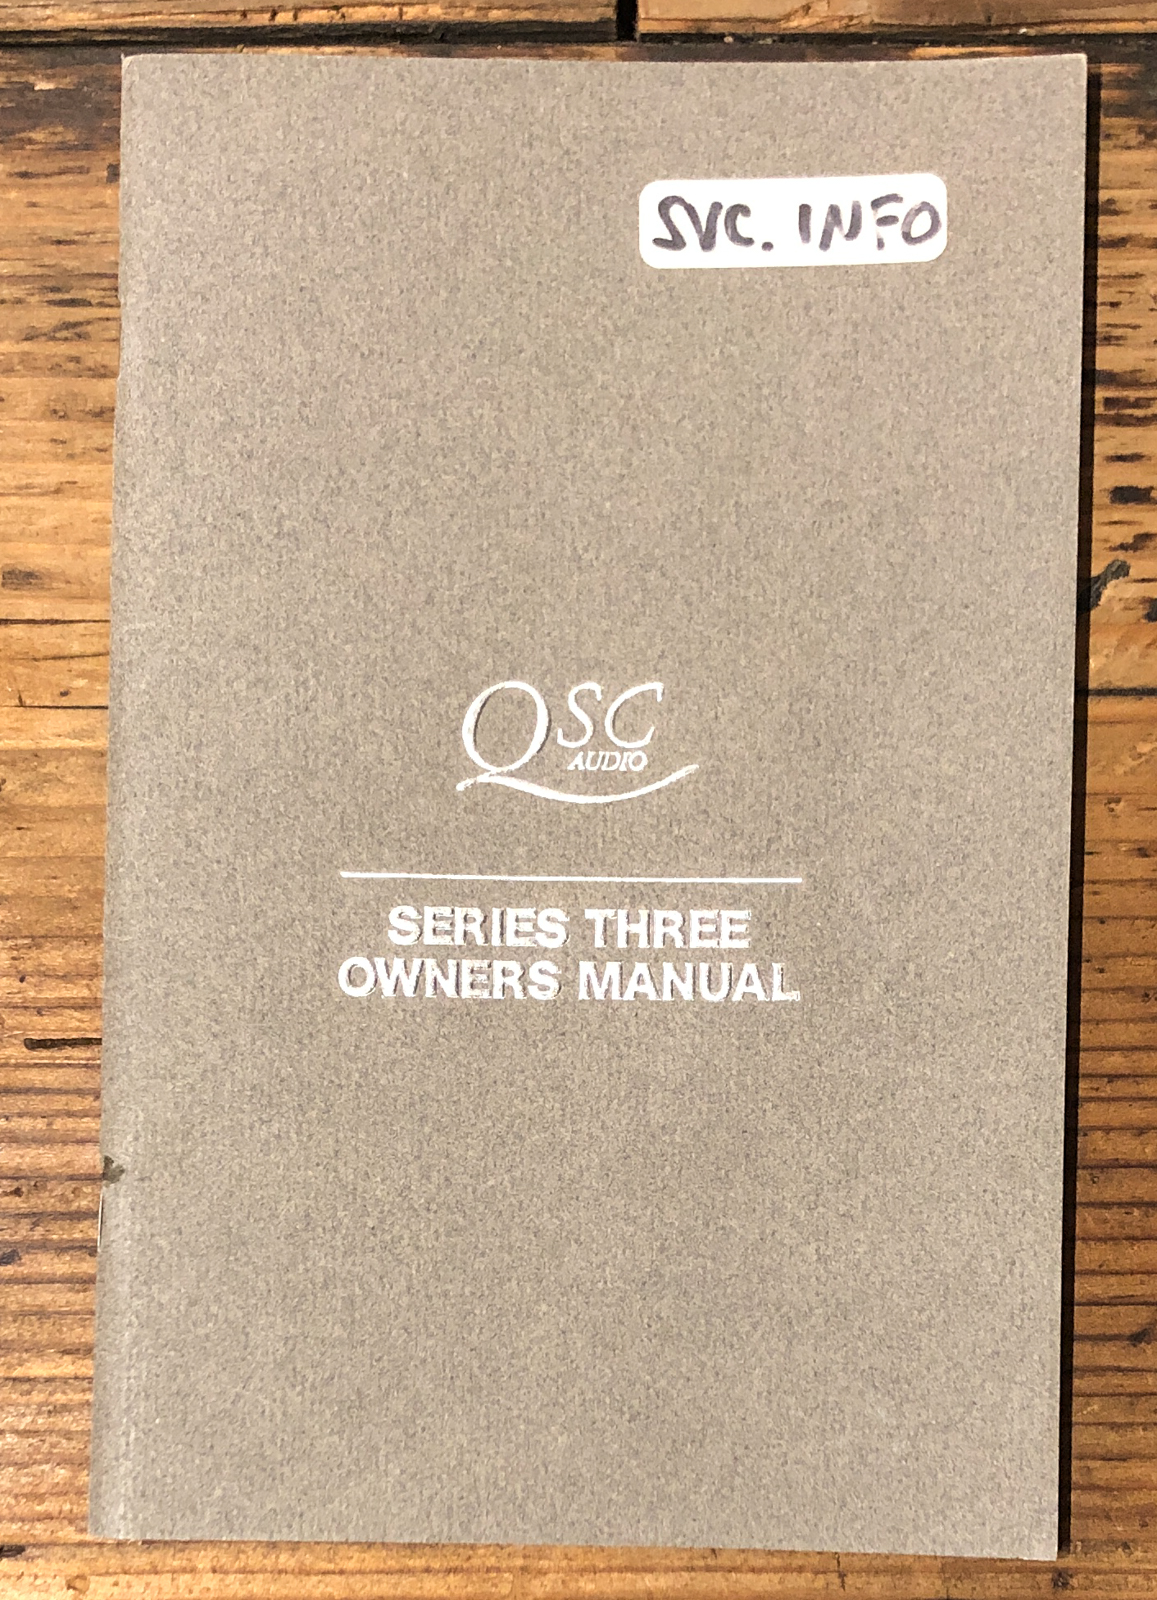 SVC. INFO
QSC
AUDIO
SERIES THREE
OWNERS MANUAL